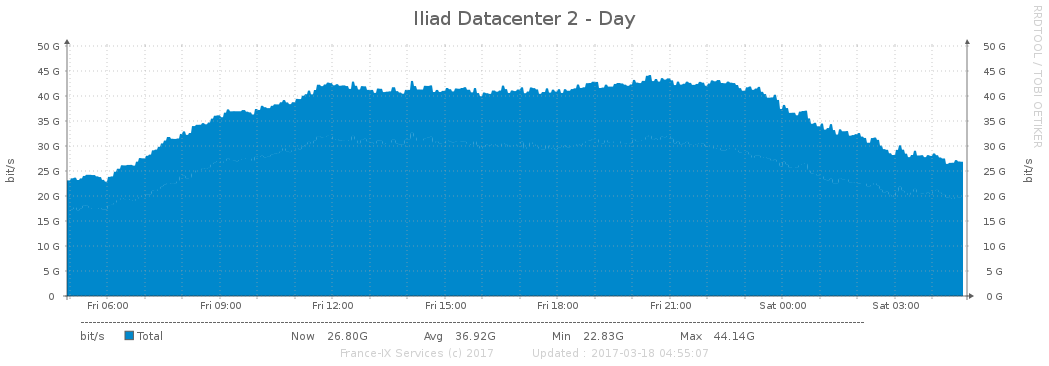 Iliad Datacenter 2 - Day
RRDTOOL / TOBI OETIKER
50 G 50 G
45 G 45 G
40 G 40 G
35 G 35 G
30 G 30 G
25 G 25 G
20 G 20 G
15 G 15 G
10 G 10 G
5 G 5 G
0 0 G
bit/s bit/s
Fri 06:00 Fri 09:00 Fri 12:00 Fri 15:00 Fri 18:00 Fri 21:00 Sat 00:00 Sat 03:00
bit/s Total Now 26.80G Avg 36.92G Min 22.83G Max 44.14G
France-IX Services (c) 2017 Updated : 2017-03-18 04:55:07